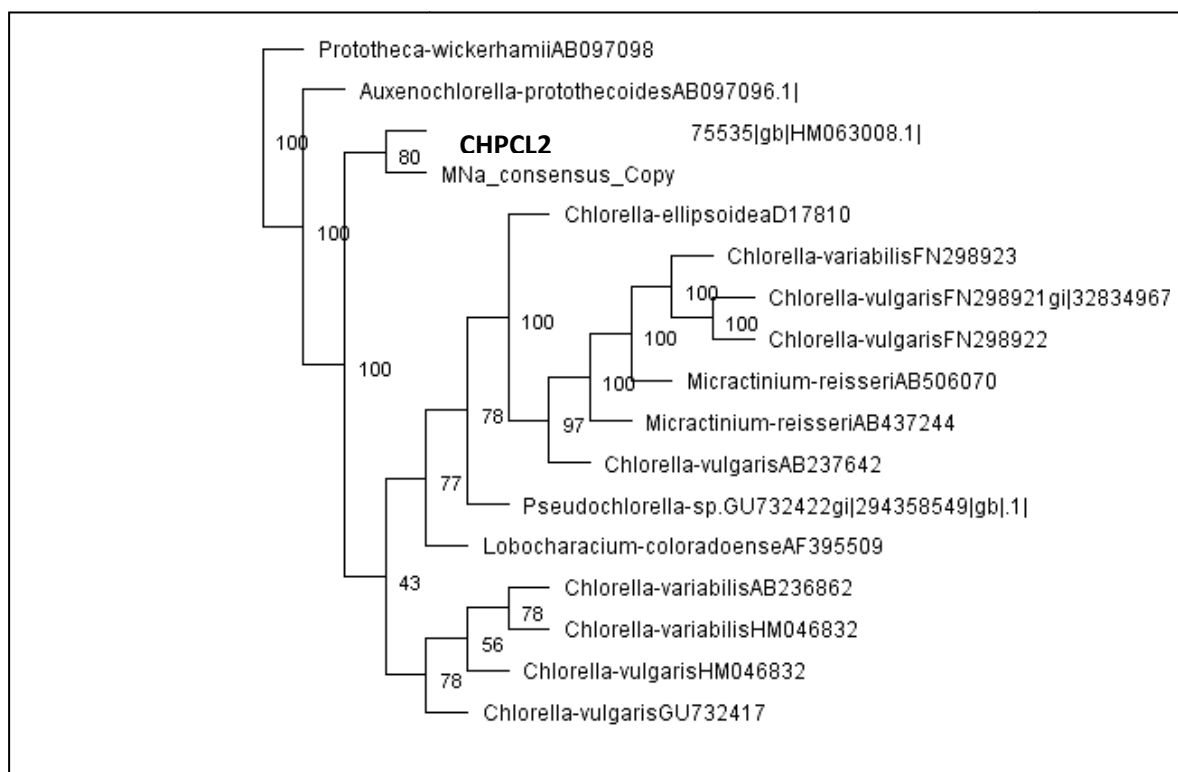 Prototheca-wickerhamiiAB097098
Auxenochlorella-protothecoidesAB097096.1|
100
75535|gb|HM063008.1|
CHPCL2
80
MNa_consensus_Copy
Chlorella-ellipsoideaD17810
100
Chlorella-variabilisFN298923
100
Chlorella-vulgarisFN298921gi|32834967
100
100
100
Chlorella-vulgarisFN298922
100
100
Micractinium-reisseriAB506070
78
97
Micractinium-reisseriAB437244
Chlorella-vulgarisAB237642
77
Pseudochlorella-sp.GU732422gi|294358549|gb|.1|
Lobocharacium-coloradoenseAF395509
43
Chlorella-variabilisAB236862
78
Chlorella-variabilisHM046832
56
Chlorella-vulgarisHM046832
78
Chlorella-vulgarisGU732417